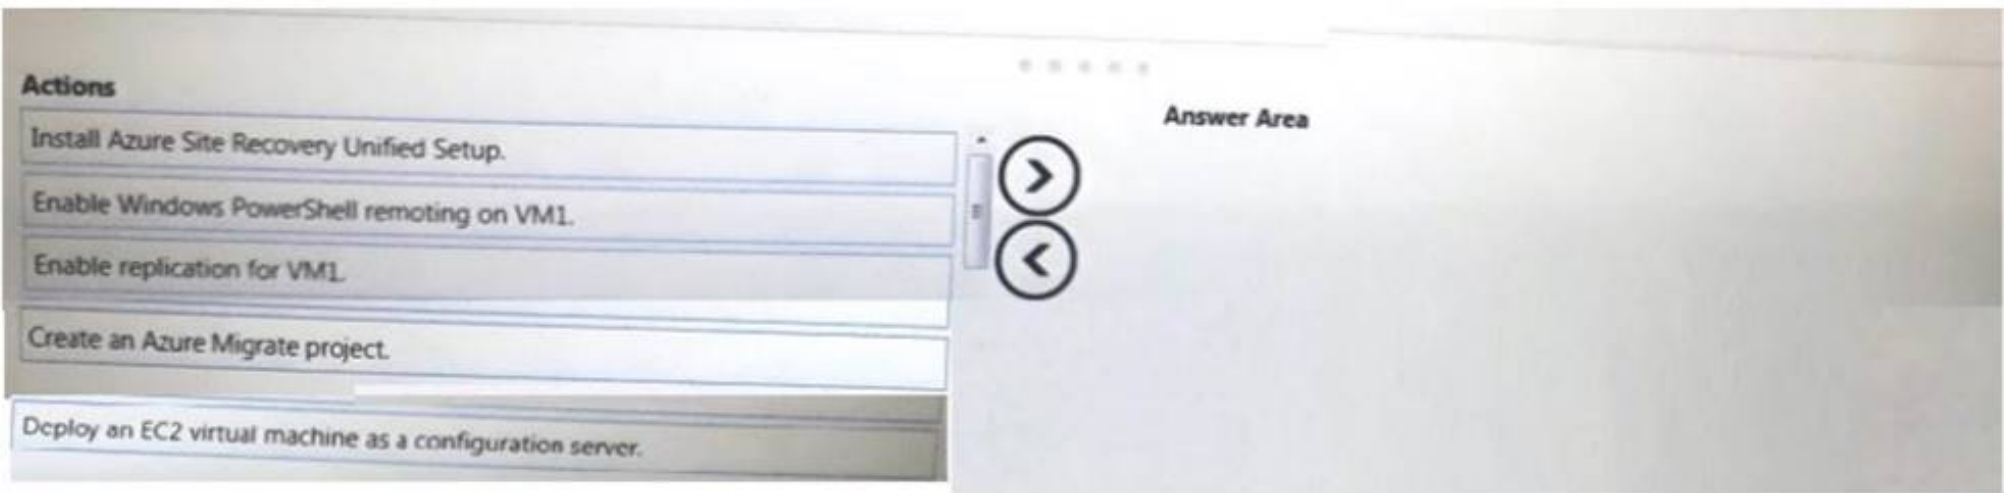 Actions
Answer Area
Install Azure Site Recovery Unified Setup.
Enable Windows PowerShell remoting on VM1.
Enable replication for VM1.
Create an Azure Migrate project.
Deploy an EC2 virtual machine as a configuration server.